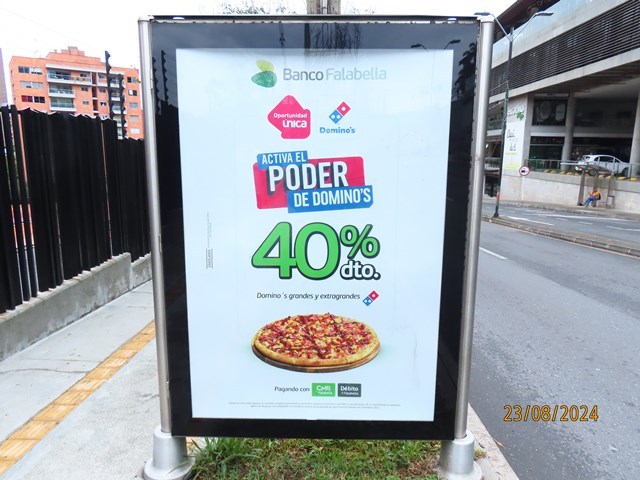 Banco Falabella
Oportunidad
única
Domino's
ACTIVA EL
PODER
DE DOMINO'S
40%
dto.
Domino´s grandes y extragrandes
Pagando con
CMR
Débito
23/08/2024